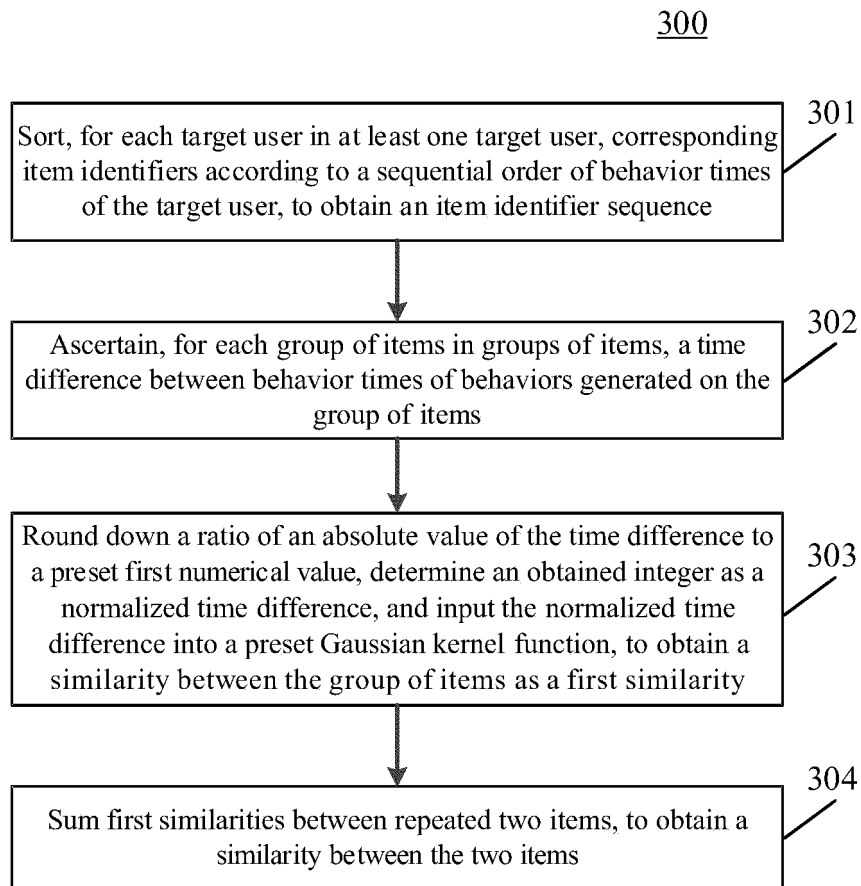 300
301
Sort, for each target user in at least one target user, corresponding
item identifiers according to a sequential order of behavior times
of the target user, to obtain an item identifier sequence
302
Ascertain, for each group of items in groups of items, a time
difference between behavior times of behaviors generated on the
group of items
303
Round down a ratio of an absolute value of the time difference to
a preset first numerical value, determine an obtained integer as a
normalized time difference, and input the normalized time
difference into a preset Gaussian kernel function, to obtain a
similarity between the group of items as a first similarity
304
Sum first similarities between repeated two items, to obtain a
similarity between the two items